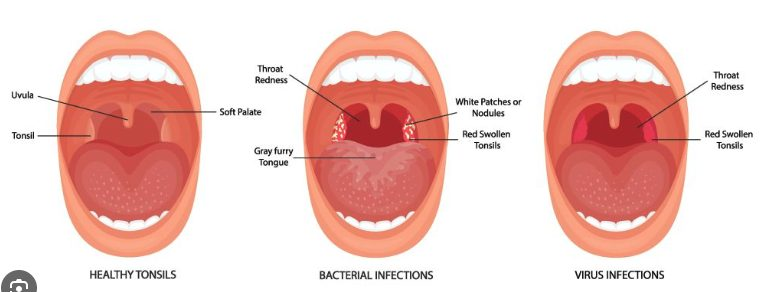 Uvula
Tonsil
Soft Palate
HEALTHY TONSILS
Throat
Redness
White Patches or
Nodules
Red Swollen
Tonsils
Gray furry
Tongue
BACTERIAL INFECTIONS
Throat
Redness
Red Swollen
Tonsils
VIRUS INFECTIONS